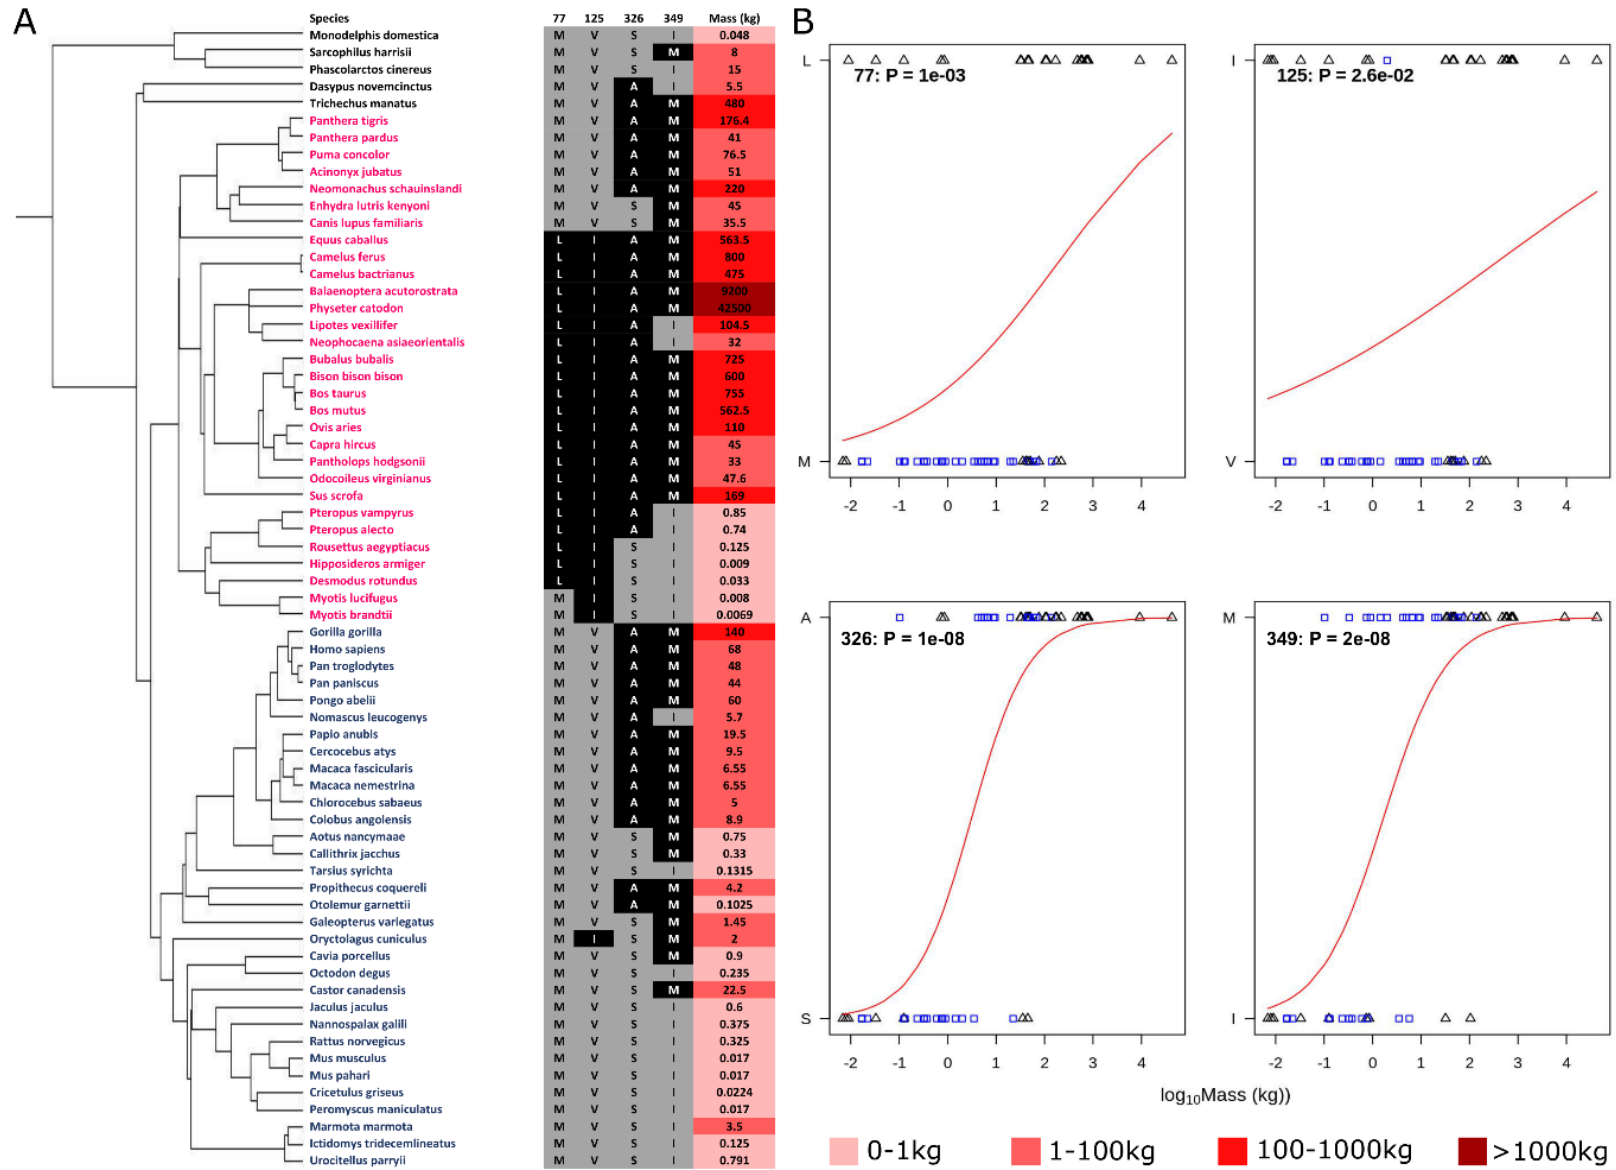 A
Species 77 125 326 349 Mass (kg)
Monodelphis domestica M V S I 0.048
Sarcophilus harrisii M V S M 8
Phascolarctos cinereus M V S I 15
Dasypus novemcinctus M V A I 5.5
Trichechus manatus M V A M 480
Panthera tigris M V A M 176.4
Panthera pardus M V A M 41
Puma concolor M V A M 76.5
Acinonyx jubatus M V A M 51
Neomonachus schauinslandi M V A M 220
Enhydra lutris kenyoni M V S M 45
Canis lupus familiaris M V S M 35.5
Equus caballus L I A M 563.5
Camelus ferus L I A M 800
Camelus bactrianus L I A M 475
Balaenoptera acutorostrata L I A M 9200
Physeter catodon L I A M 42500
Lipotes vexillifer L I A I 104.5
Neophocaena asiaeorientalis L I A I 32
Bubalus bubalis L I A M 725
Bison bison bison L I A M 600
Bos taurus L I A M 755
Bos mutus L I A M 562.5
Ovis aries L I A M 110
Capra hircus L I A M 45
Pantholops hodgsonii L I A M 33
Odocoileus virginianus L I A M 47.6
Sus scrofa L I A M 169
Pteropus vampyrus L I A I 0.85
Pteropus alecto L I A I 0.74
Rousettus aegyptiacus L I S I 0.125
Hipposideros armiger L I S I 0.009
Desmodus rotundus L I S I 0.033
Myotis lucifugus M I S I 0.008
Myotis brandtii M I S I 0.0069
Gorilla gorilla M V A M 140
Homo sapiens M V A M 68
Pan troglodytes M V A M 48
Pan paniscus M V A M 44
Pongo abelii M V A M 60
Nomascus leucogenys M V A I 5.7
Papio anubis M V A M 19.5
Cercocebus atys M V A M 9.5
Macaca fascicularis M V A M 6.55
Macaca nemestrina M V A M 6.55
Chlorocebus sabaeus M V A M 5
Colobus angolensis M V A M 8.9
Aotus nancymaae M V S M 0.75
Callithrix jacchus M V S M 0.33
Tarsius syrichta M V S I 0.1315
Propithecus coquereli M V A M 4.2
Otolemur garnettii M V A M 0.1025
Galeopterus variegatus M V S M 1.45
Oryctolagus cuniculus M I S M 2
Cavia porcellus M V S M 0.9
Octodon degus M V S I 0.235
Castor canadensis M V S M 22.5
Jaculus jaculus M V S I 0.6
Nannospalax galili M V S I 0.375
Rattus norvegicus M V S I 0.325
Mus musculus M V S I 0.017
Mus pahari M V S I 0.017
Cricetulus griseus M V S I 0.0224
Peromyscus maniculatus M V S I 0.017
Marmota marmota M V S I 3.5
Ictidomys tridecemlineatus M V S I 0.125
Urocitellus parryii M V S I 0.791
B
L
77: P = 1e-03
M
-2 -1 0 1 2 3 4
I
125: P = 2.6e-02
V
-2 -1 0 1 2 3 4
A
326: P = 1e-08
S
-2 -1 0 1 2 3 4
M
349: P = 2e-08
I
-2 -1 0 1 2 3 4
log₁₀Mass (kg))
0-1kg 1-100kg 100-1000kg >1000kg